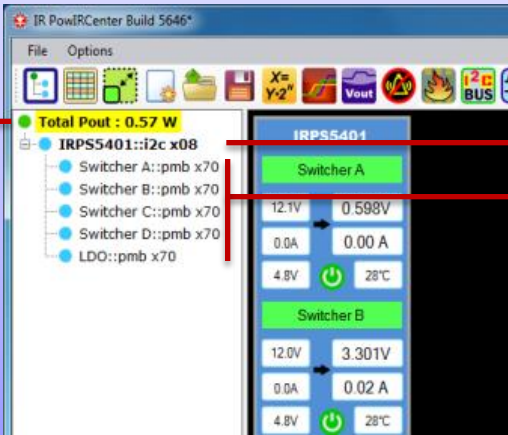 IR PowIRCenter Build 5646*
File Options
X=
Y·2ⁿ
Vout
I²C
BUS
Total Pout : 0.57 W
IRPS5401::i2c x08
Switcher A::pmb x70
Switcher B::pmb x70
Switcher C::pmb x70
Switcher D::pmb x70
LDO::pmb x70
IRPS5401
Switcher A
12.1V 0.598V
0.0A 0.00 A
4.8V 28°C
Switcher B
12.0V 3.301V
0.0A 0.02 A
4.8V 28°C